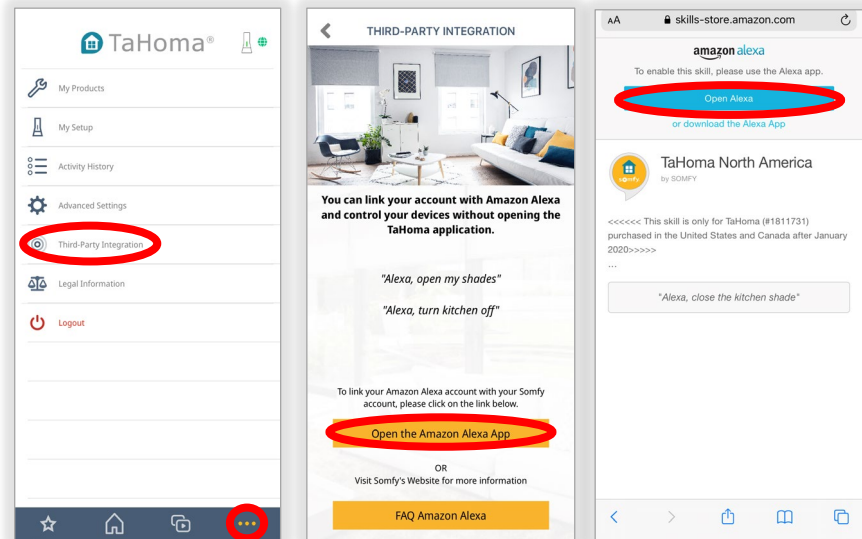 TaHoma®
My Products
My Setup
Activity History
Advanced Settings
Third-Party Integration
Legal Information
Logout
THIRD-PARTY INTEGRATION
You can link your account with Amazon Alexa
and control your devices without opening the
TaHoma application.
"Alexa, open my shades"
"Alexa, turn kitchen off"
To link your Amazon Alexa account with your Somfy
account, please click on the link below.
Open the Amazon Alexa App
OR
Visit Somfy's Website for more information
FAQ Amazon Alexa
AA skills-store.amazon.com
amazon alexa
To enable this skill, please use the Alexa app.
Open Alexa
or download the Alexa App
somfy
TaHoma North America
by SOMFY
<<<<<< This skill is only for TaHoma (#1811731)
purchased in the United States and Canada after January
2020>>>>>
...
"Alexa, close the kitchen shade"